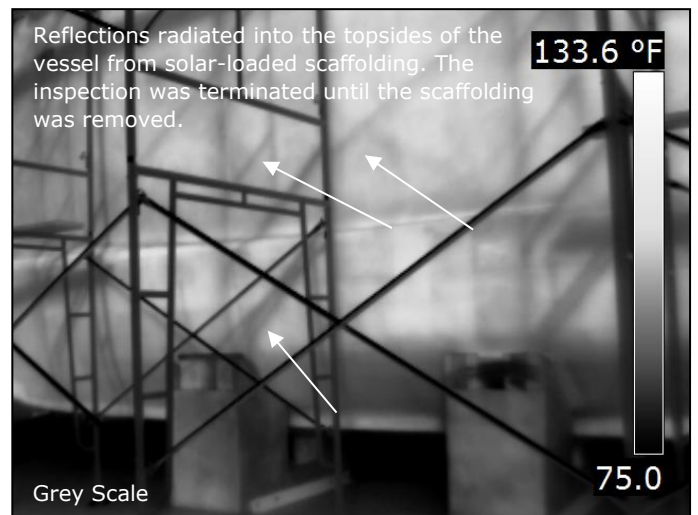 Reflections radiated into the topsides of the
vessel from solar-loaded scaffolding. The
inspection was terminated until the scaffolding
was removed.
133.6 ºF
75.0
Grey Scale